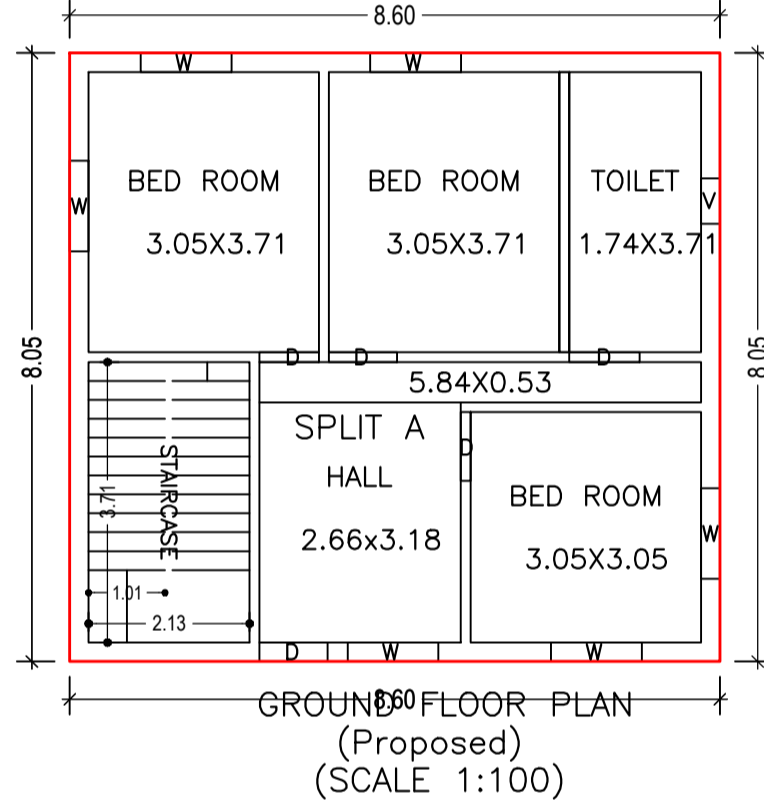 8.60
W W
BED ROOM BED ROOM TOILET
W V
3.05X3.71 3.05X3.71 1.74X3.71
8.05 8.05
D D D
5.84X0.53
SPLIT A
D
STAIRCASE
HALL
3.71
BED ROOM
W
2.66x3.18
3.05X3.05
1.01
2.13
D W W
8.60
GROUND FLOOR PLAN
(Proposed)
(SCALE 1:100)